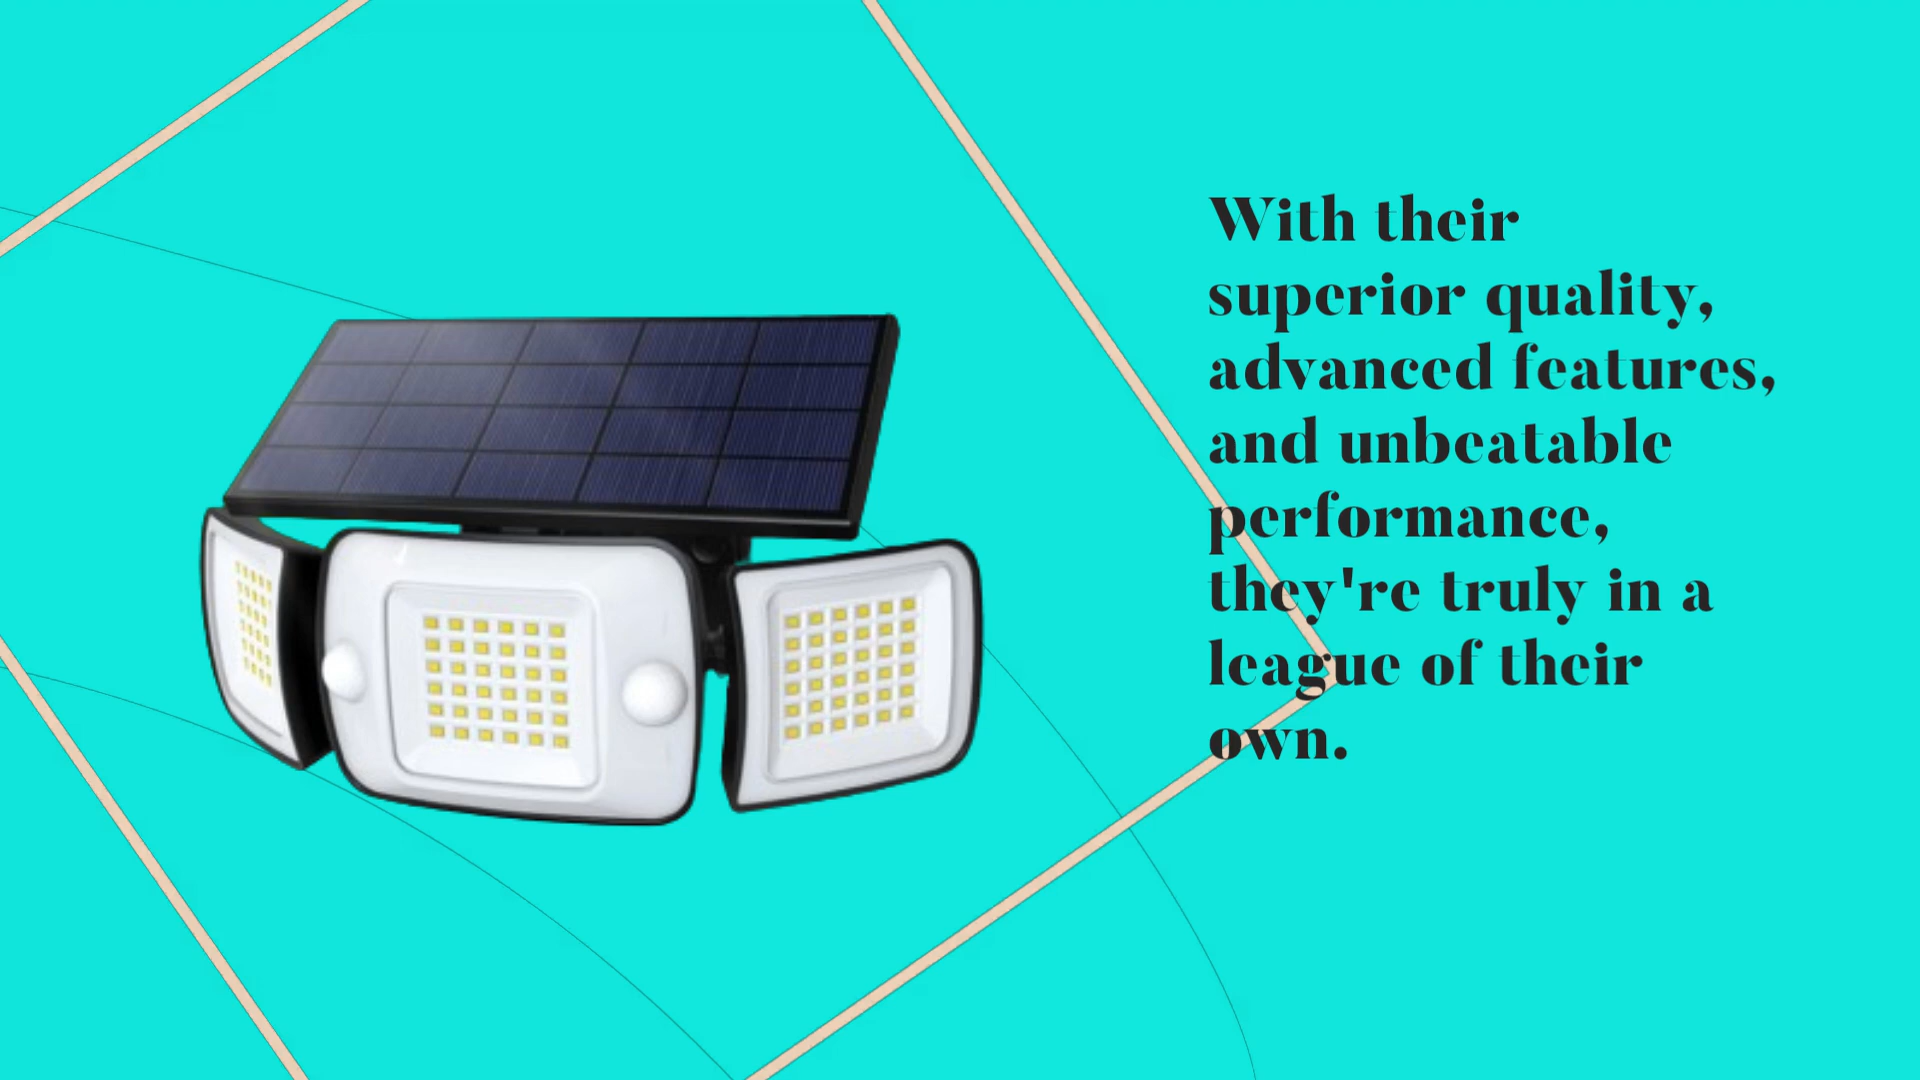 With their
superior quality,
advanced features,
and unbeatable
performance,
they're truly in a
league of their
own.